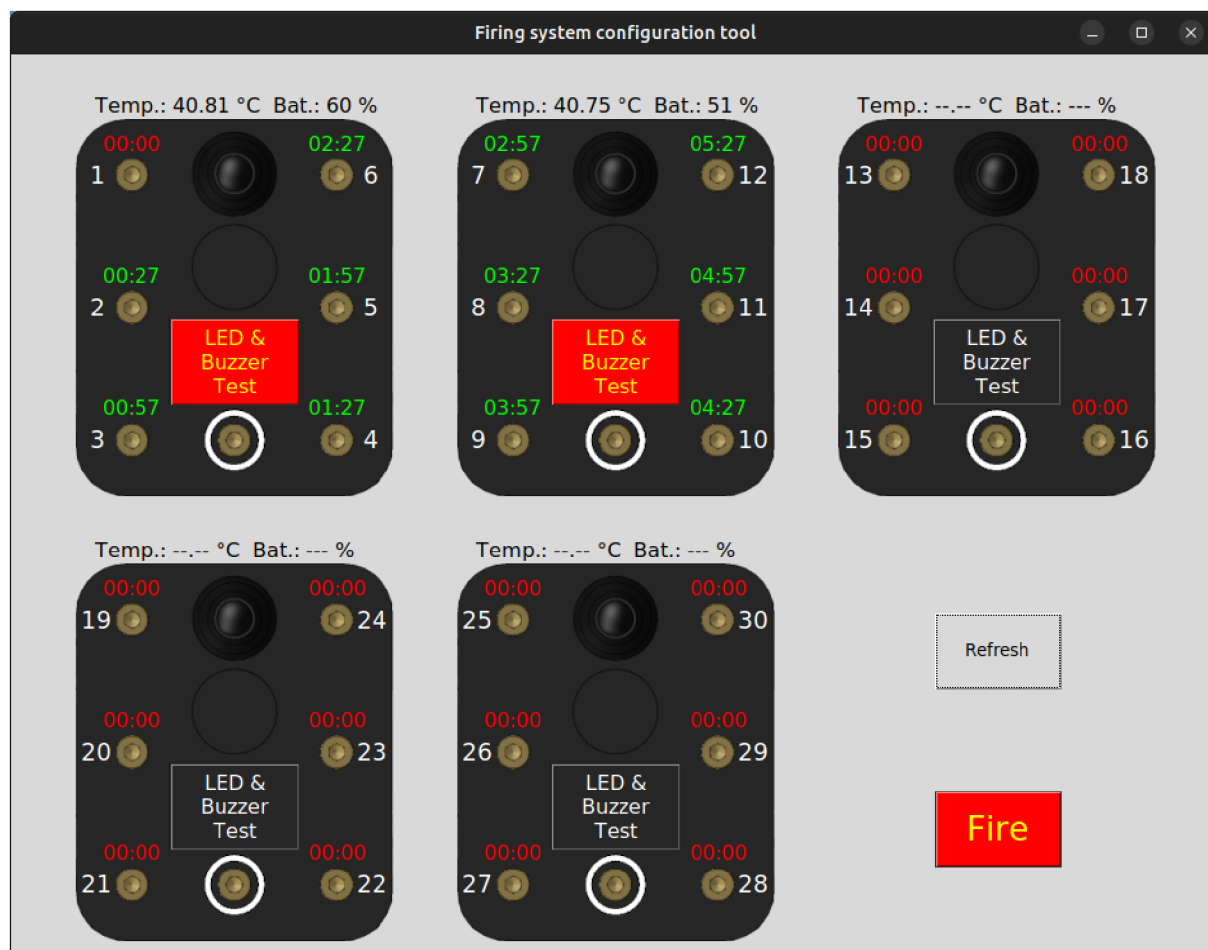 Firing system configuration tool
Temp.: 40.81 °C Bat.: 60 %
00:00 02:27
1 6
00:27 01:57
2 5
LED &
Buzzer
Test
00:57 01:27
3 4
Temp.: 40.75 °C Bat.: 51 %
02:57 05:27
7 12
03:27 04:57
8 11
LED &
Buzzer
Test
03:57 04:27
9 10
Temp.: --.-- °C Bat.: --- %
00:00 00:00
13 18
00:00 00:00
14 17
LED &
Buzzer
Test
00:00 00:00
15 16
Temp.: --.-- °C Bat.: --- %
00:00 00:00
19 24
00:00 00:00
20 23
LED &
Buzzer
Test
00:00 00:00
21 22
Temp.: --.-- °C Bat.: --- %
00:00 00:00
25 30
00:00 00:00
26 29
LED &
Buzzer
Test
00:00 00:00
27 28
Refresh
Fire